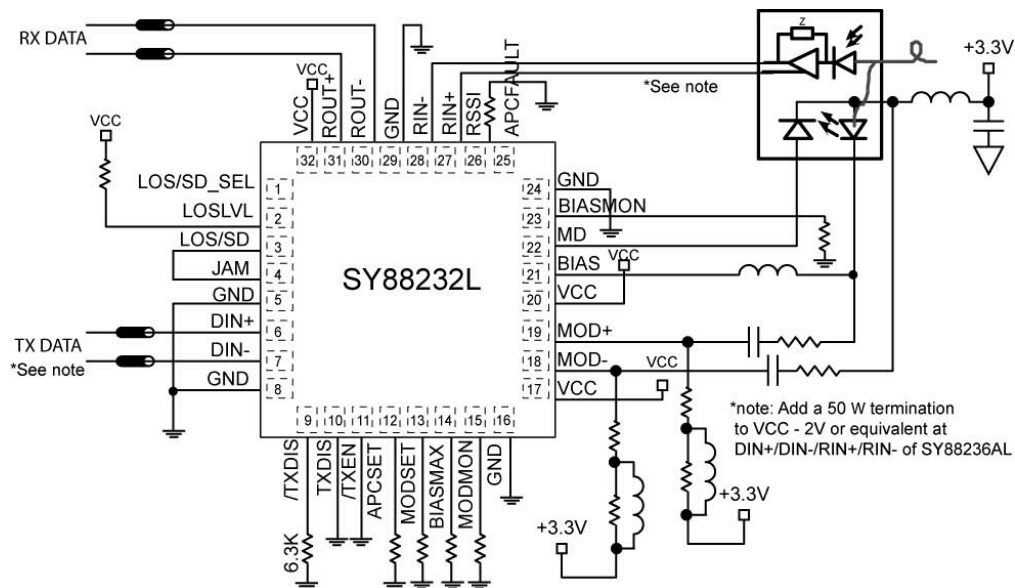 RX DATA
VCC
VCC
ROUT+
ROUT-
GND
RIN-
RIN+
RSSI
APCFAULT
*See note
Z
+3.3V
VCC
32
31
30
29
28
27
26
25
LOS/SD_SEL
1
LOSLVL
2
LOS/SD
3
JAM
4
GND
5
DIN+
6
DIN-
7
GND
8
TX DATA
*See note
SY88232L
24
GND
23
BIASMON
22
MD
21
BIAS
VCC
20
VCC
19
MOD+
18
MOD-
VCC
17
VCC
9
10
11
12
13
14
15
16
/TXDIS
TXDIS
/TXEN
APCSET
MODSET
BIASMAX
MODMON
GND
6.3K
*note: Add a 50 W termination
to VCC - 2V or equivalent at
DIN+/DIN-/RIN+/RIN- of SY88236AL
+3.3V
+3.3V